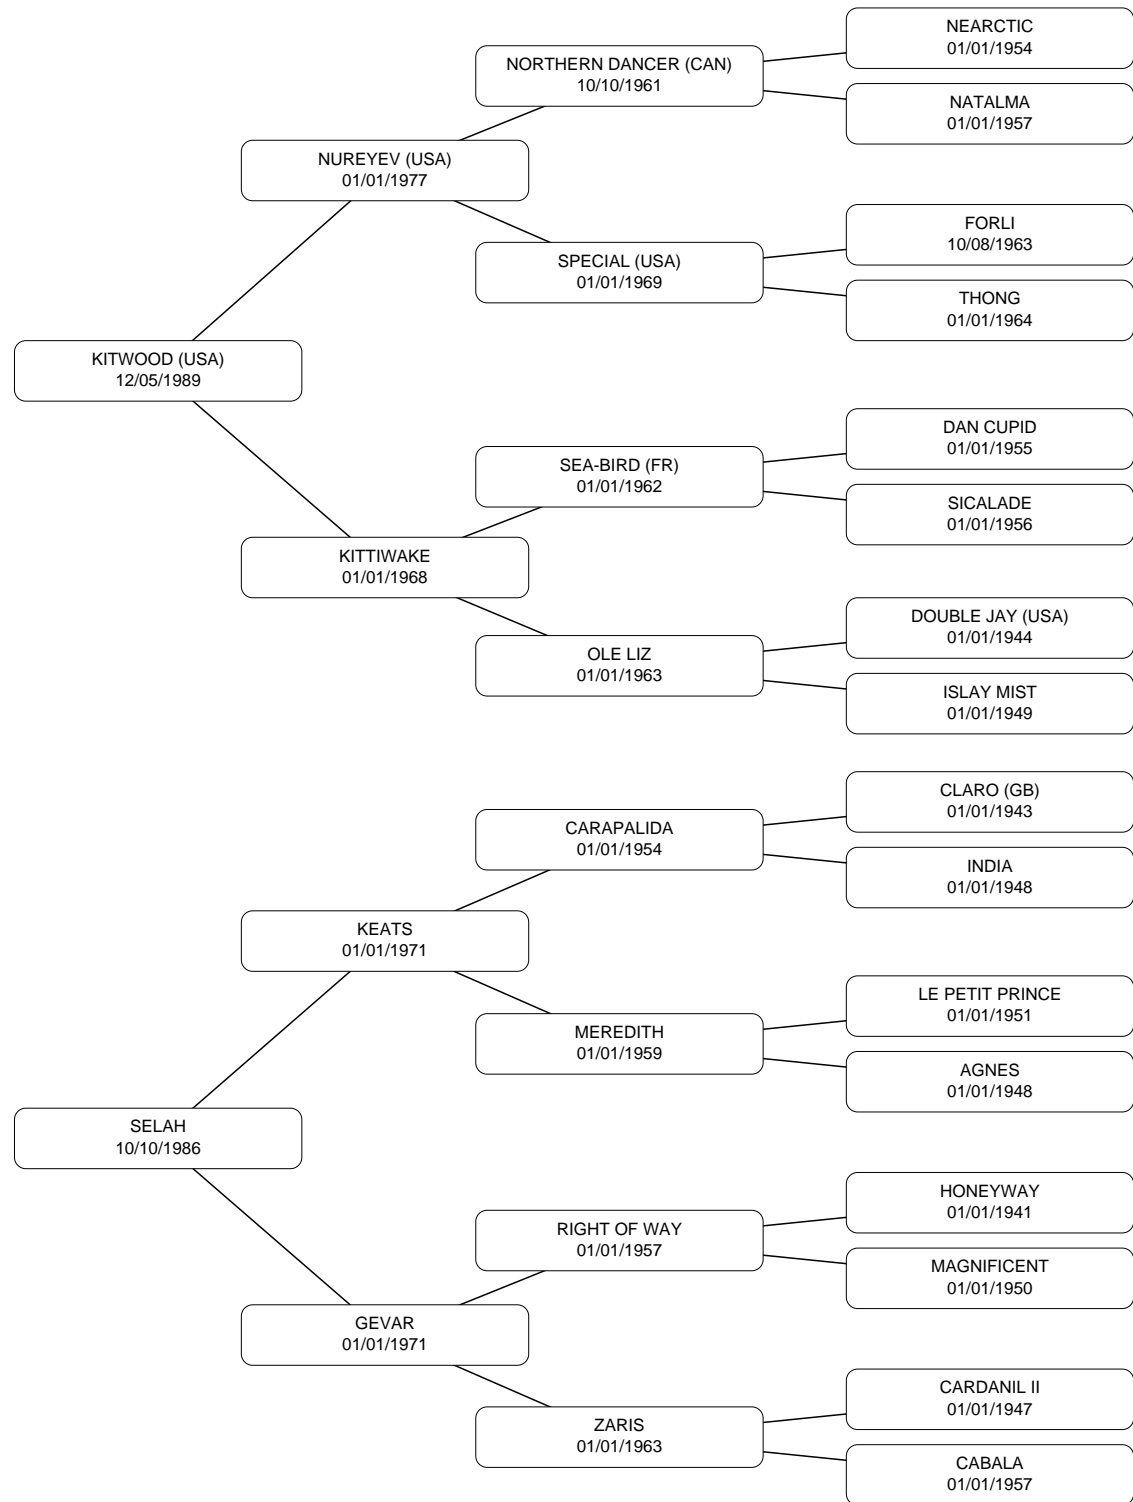 NEARCTIC
01/01/1954
NORTHERN DANCER (CAN)
10/10/1961
NATALMA
01/01/1957
NUREYEV (USA)
01/01/1977
FORLI
10/08/1963
SPECIAL (USA)
01/01/1969
THONG
01/01/1964
KITWOOD (USA)
12/05/1989
DAN CUPID
01/01/1955
SEA-BIRD (FR)
01/01/1962
SICALADE
01/01/1956
KITTIWAKE
01/01/1968
DOUBLE JAY (USA)
01/01/1944
OLE LIZ
01/01/1963
ISLAY MIST
01/01/1949
CLARO (GB)
01/01/1943
CARAPALIDA
01/01/1954
INDIA
01/01/1948
KEATS
01/01/1971
LE PETIT PRINCE
01/01/1951
MEREDITH
01/01/1959
AGNES
01/01/1948
SELAH
10/10/1986
HONEYWAY
01/01/1941
RIGHT OF WAY
01/01/1957
MAGNIFICENT
01/01/1950
GEVAR
01/01/1971
CARDANIL II
01/01/1947
ZARIS
01/01/1963
CABALA
01/01/1957